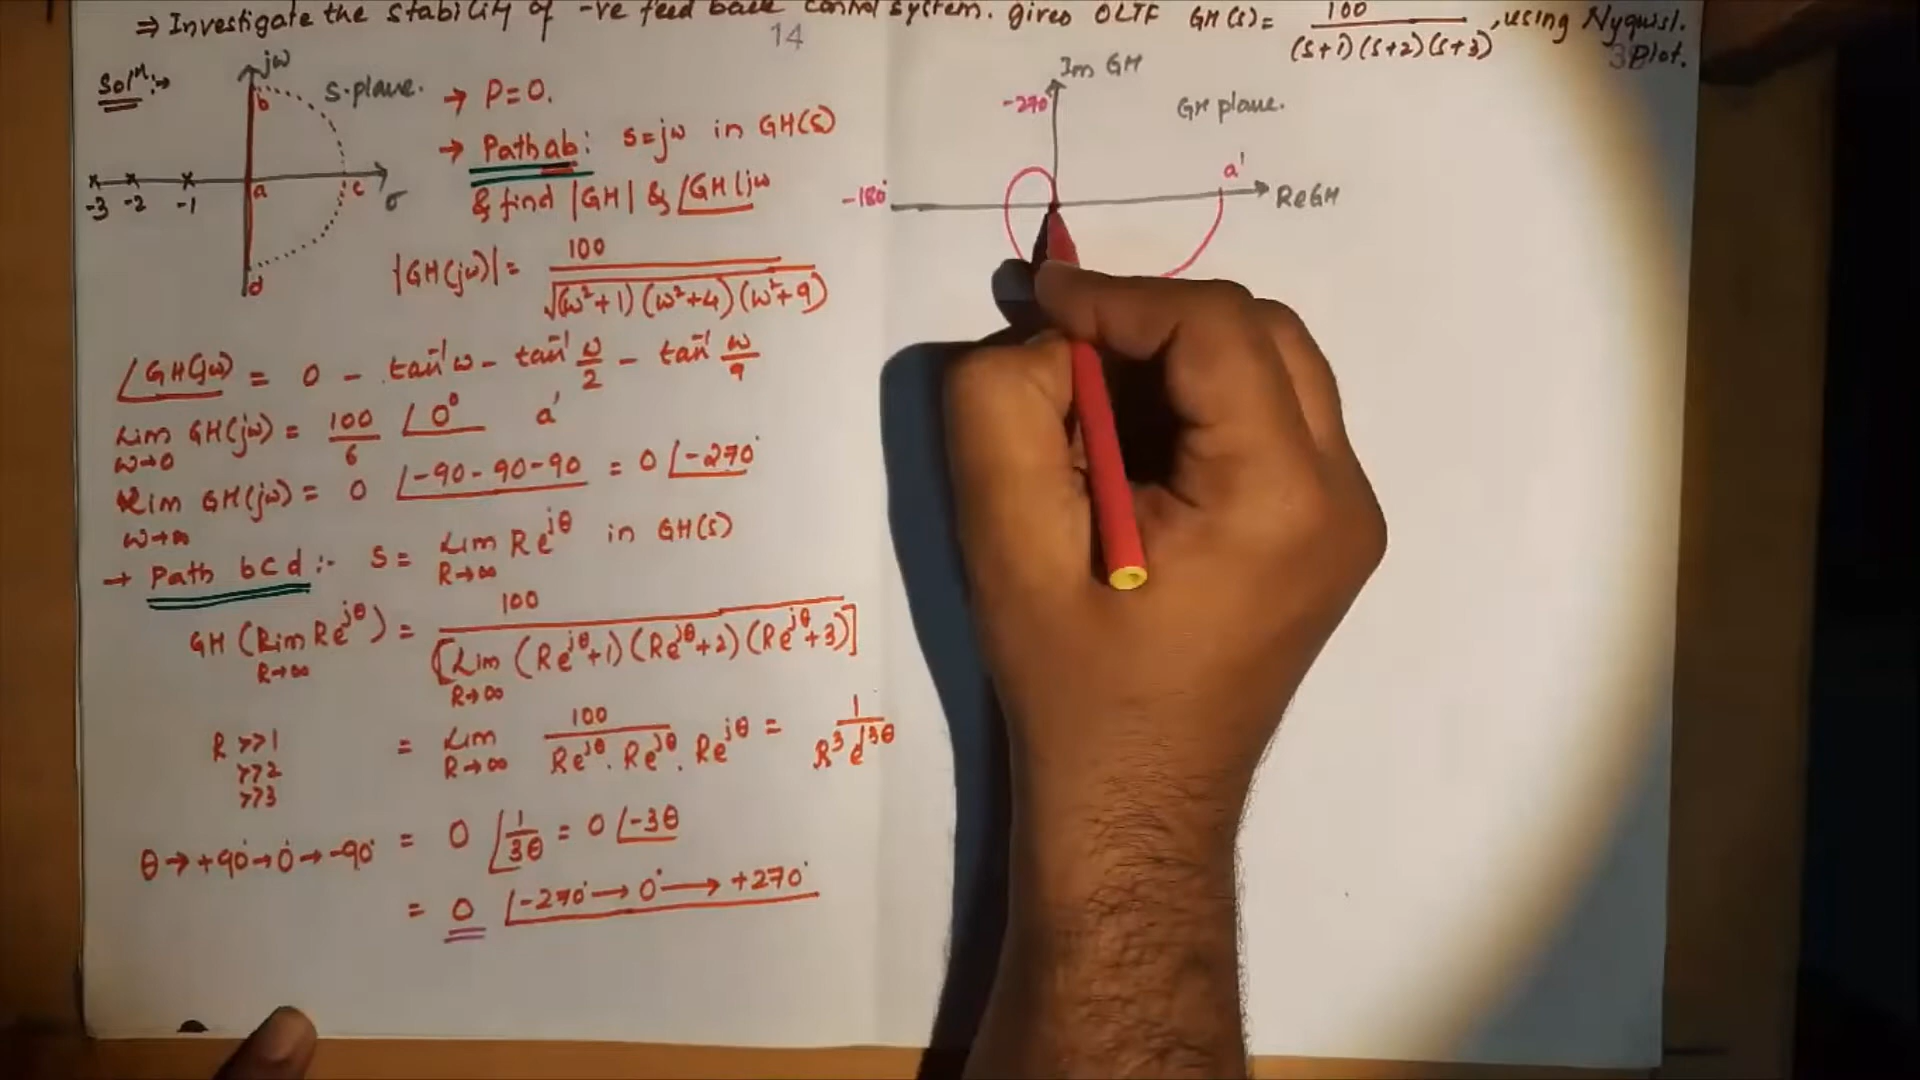 ⇒ Investigate the stability of -ve feed back control system. given OLTF GH(s) = 100 / (s+1)(s+2)(s+3), using Nyquist Plot.
14
3
Solⁿ:→
jω
b
s-plane.
a
c
σ
d
-3 -2 -1
→ P=0.
→ Path ab: s=jω in GH(s)
& find |GH| & ∠GH|jω
|GH(jω)| = 100 / √(ω²+1)(ω²+4)(ω²+9)
∠GH(jω) = 0 - tan⁻¹ω - tan⁻¹ ω/2 - tan⁻¹ ω/9
Lim ω→0 GH(jω) = 100/6 ∠0° a'
Lim ω→∞ GH(jω) = 0 ∠-90-90-90 = 0 ∠-270°
→ Path bcd:- s = Lim R→∞ Re^jθ in GH(s)
GH(Lim R→∞ Re^jθ) = 100 / [Lim R→∞ (Re^jθ+1)(Re^jθ+2)(Re^jθ+3)]
R >>1
>>2
>>3
= Lim R→∞ 100 / Re^jθ. Re^jθ. Re^jθ = 1 / R³e^j3θ
θ→+90°→0°→-90° = 0 ∠1/3θ = 0 ∠-3θ
= 0 ∠-270°→0°→+270°
Im GH
-270°
GH plane.
a'
-180°
ReGH